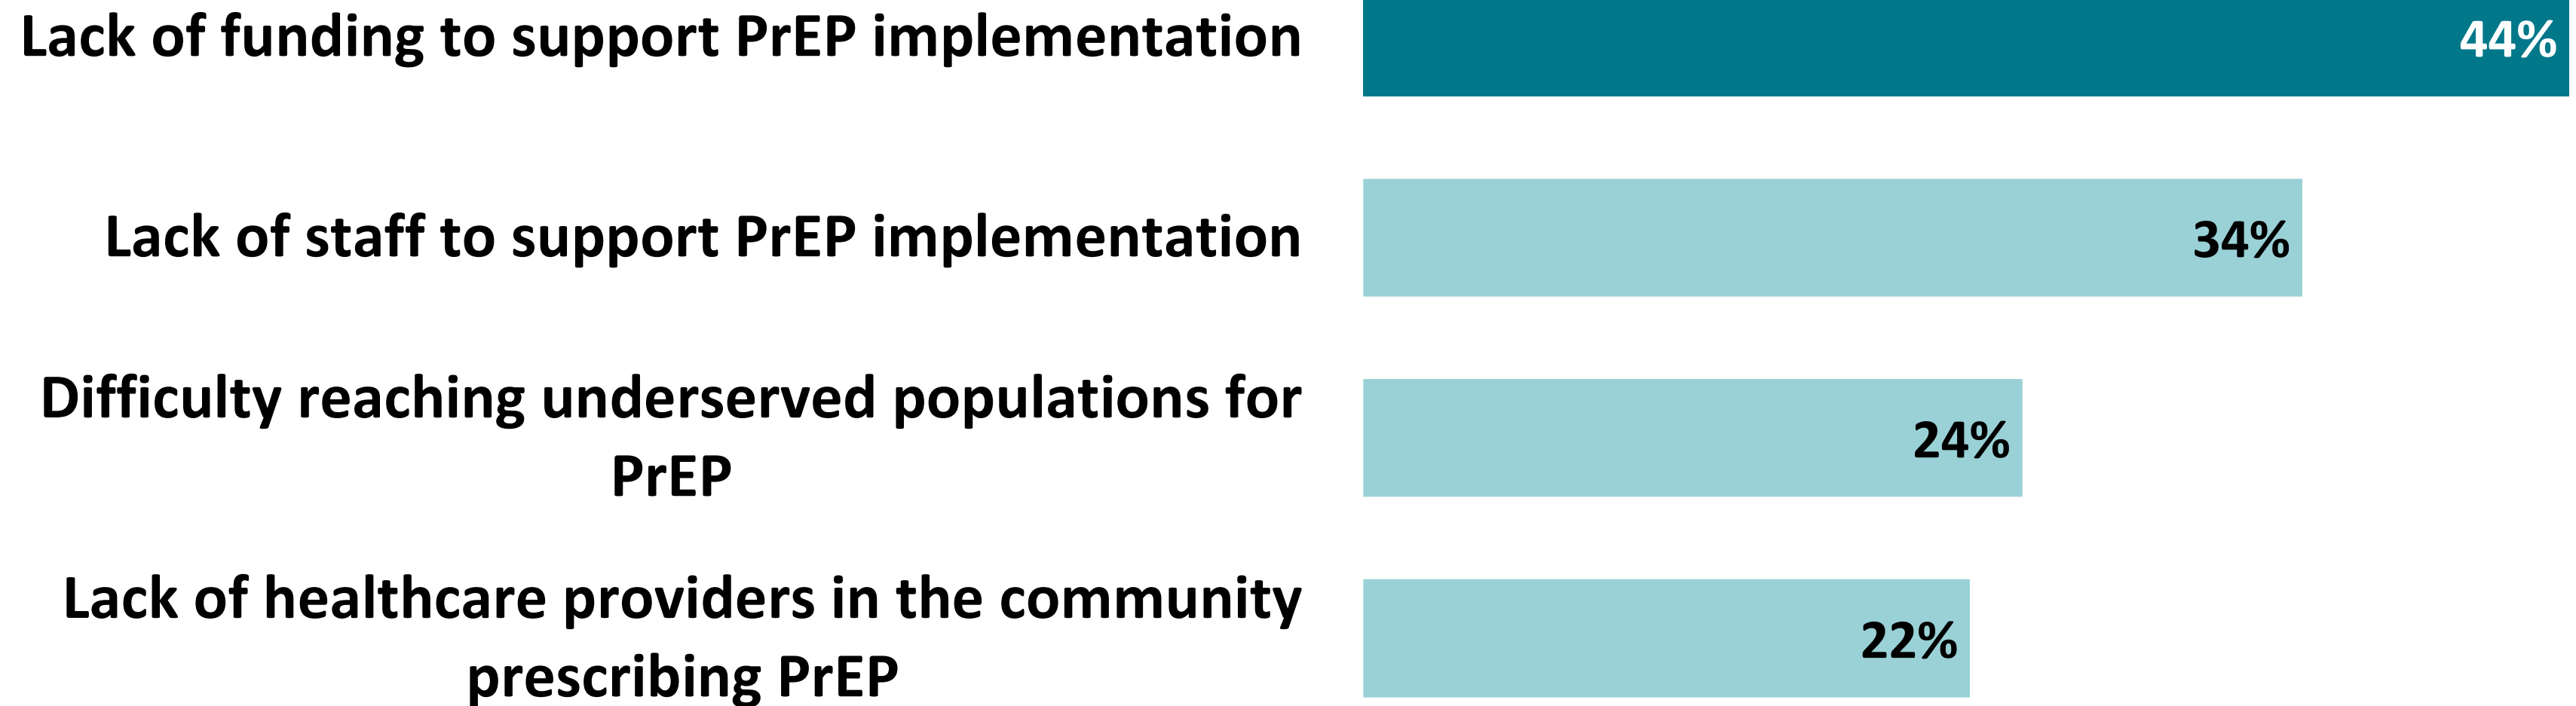 Lack of funding to support PrEP implementation
44%
Lack of staff to support PrEP implementation
34%
Difficulty reaching underserved populations for
PrEP
24%
Lack of healthcare providers in the community
prescribing PrEP
22%